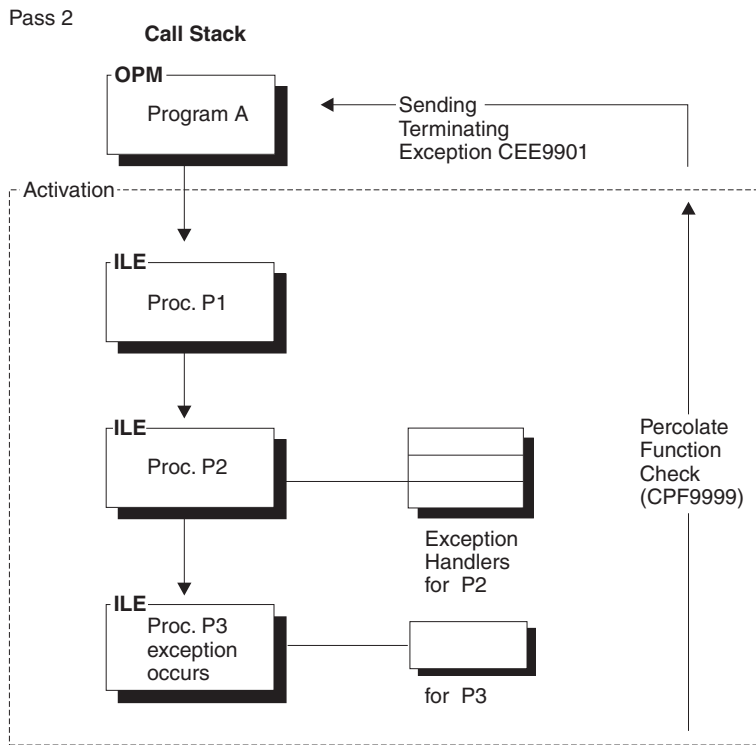 Pass 2
Call Stack
OPM
Program A
Sending
Terminating
Exception CEE9901
Activation
ILE
Proc. P1
ILE
Proc. P2
Exception
Handlers
for P2
Percolate
Function
Check
(CPF9999)
ILE
Proc. P3
exception
occurs
for P3